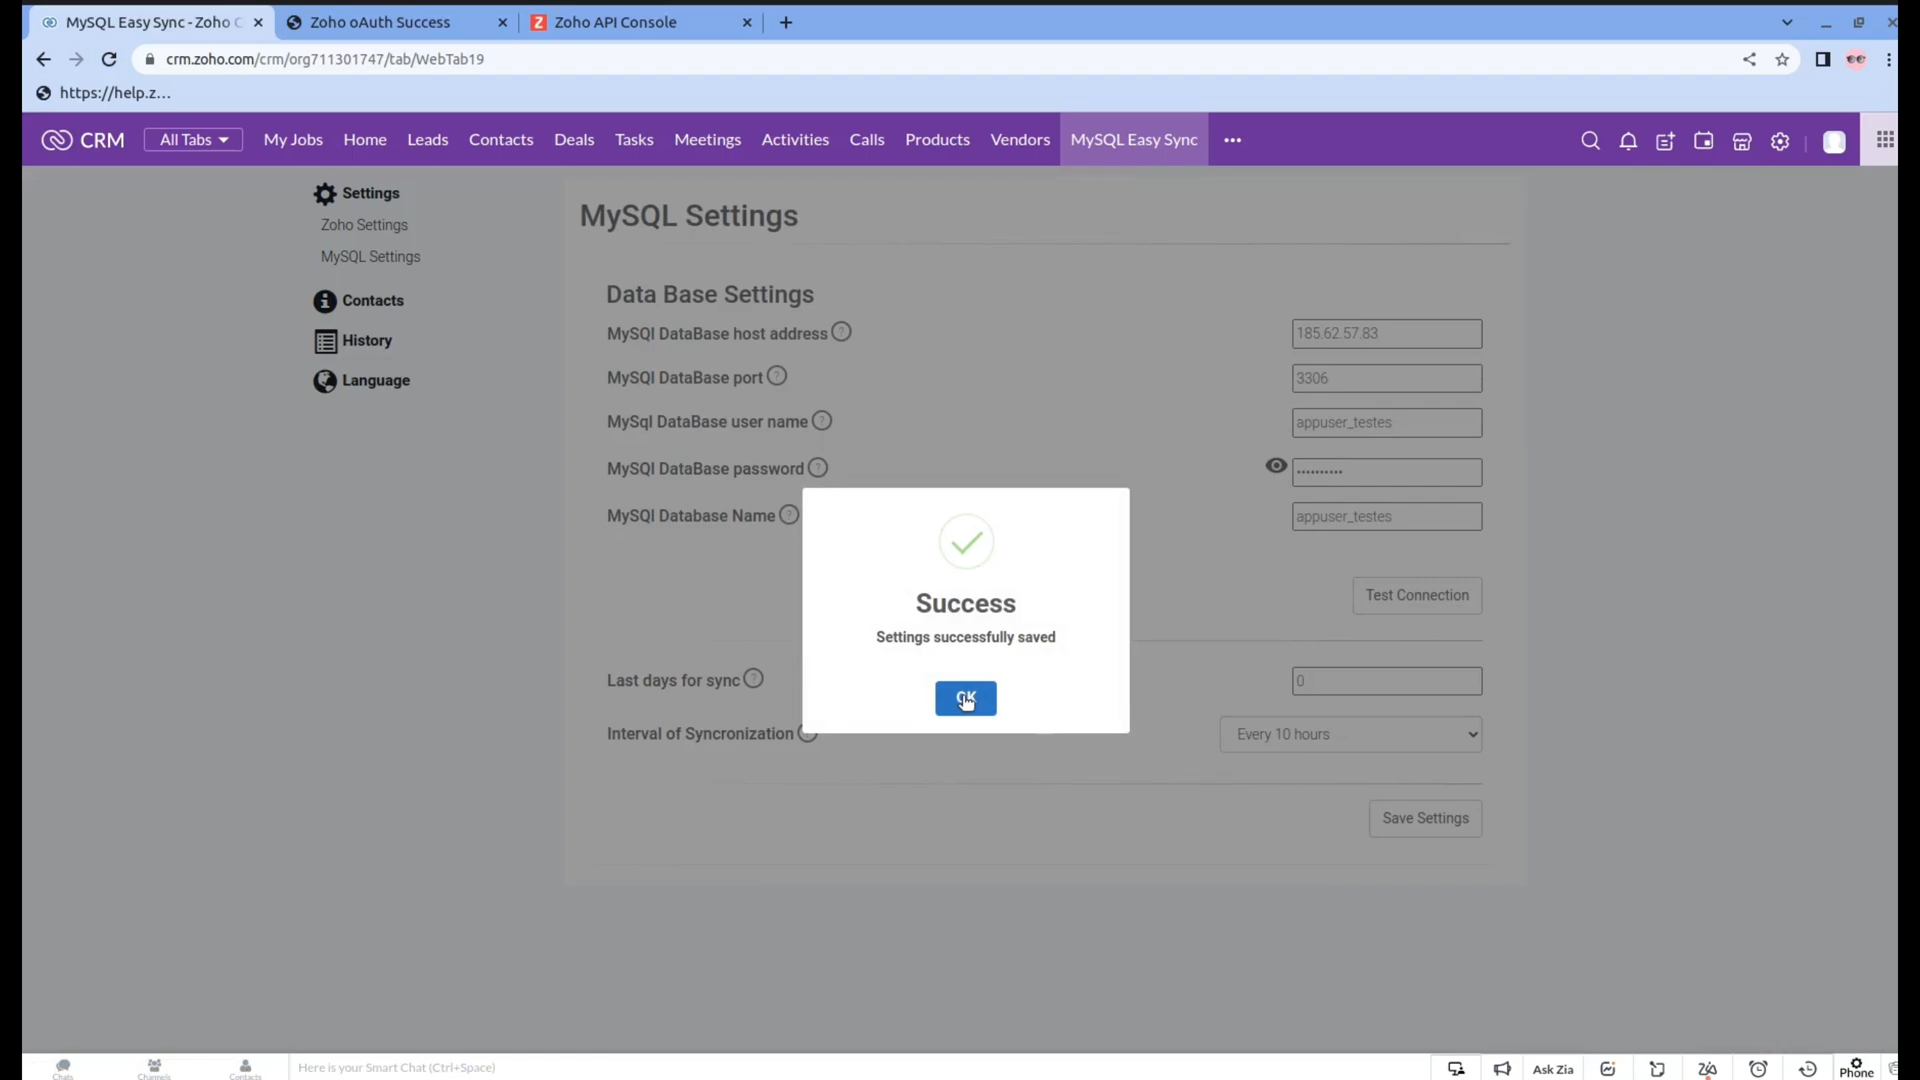 MySQL Easy Sync - Zoho C
Zoho oAuth Success
Zoho API Console
crm.zoho.com/crm/org711301747/tab/WebTab19
https://help.z...
CRM
All Tabs
My Jobs
Home
Leads
Contacts
Deals
Tasks
Meetings
Activities
Calls
Products
Vendors
MySQL Easy Sync
Settings
Zoho Settings
MySQL Settings
Contacts
History
Language
MySQL Settings
Data Base Settings
MySQl DataBase host address
185.62.57.83
MySQl DataBase port
3306
MySql DataBase user name
appuser_testes
MySQl DataBase password
MySQl Database Name
appuser_testes
Test Connection
Success
Settings successfully saved
OK
Last days for sync
0
Interval of Syncronization
Every 10 hours
Save Settings
Chats
Channels
Contacts
Here is your Smart Chat (Ctrl+Space)
Ask Zia
Phone